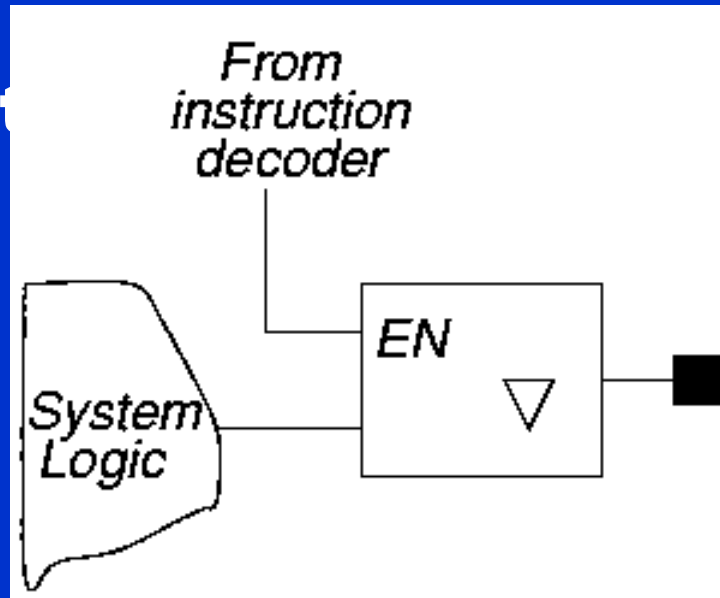 From
instruction
decoder
EN
System
Logic